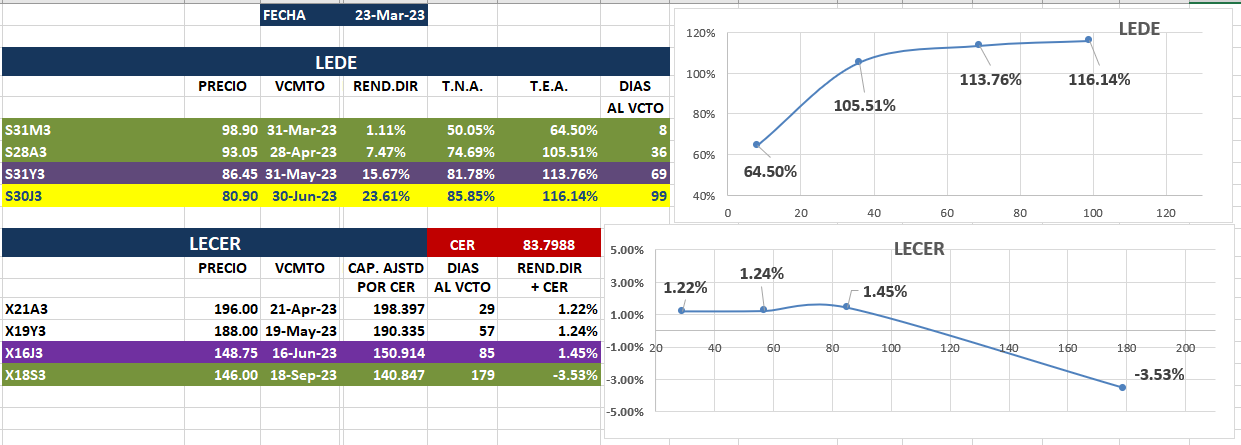 FECHA 23-Mar-23
LEDE
PRECIO VCMTO REND.DIR T.N.A. T.E.A. DIAS
AL VCTO
S31M3 98.90 31-Mar-23 1.11% 50.05% 64.50% 8
S28A3 93.05 28-Apr-23 7.47% 74.69% 105.51% 36
S31Y3 86.45 31-May-23 15.67% 81.78% 113.76% 69
S30J3 80.90 30-Jun-23 23.61% 85.85% 116.14% 99
LECER CER 83.7988
PRECIO VCMTO CAP. AJSTD DIAS REND.DIR
POR CER AL VCTO + CER
X21A3 196.00 21-Apr-23 198.397 29 1.22%
X19Y3 188.00 19-May-23 190.335 57 1.24%
X16J3 148.75 16-Jun-23 150.914 85 1.45%
X18S3 146.00 18-Sep-23 140.847 179 -3.53%
LEDE
120%
100%
80%
60%
40%
64.50%
105.51%
113.76%
116.14%
0 20 40 60 80 100 120
LECER
5.00%
3.00%
1.00%
-1.00%
-3.00%
-5.00%
1.22%
1.24%
1.45%
-3.53%
20 40 60 80 100 120 140 160 180 200